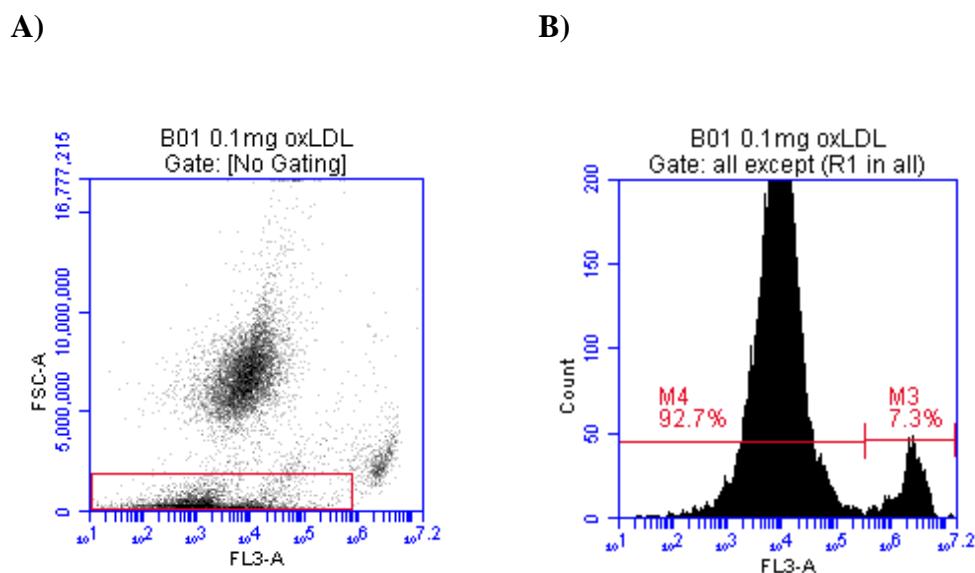 A)
B)
B01 0.1mg oxLDL
Gate: [No Gating]
FSC-A
16,777,215
10,000,000
5,000,000
0
10^1 10^2 10^3 10^4 10^5 10^6 10^7.2
FL3-A
B01 0.1mg oxLDL
Gate: all except (R1 in all)
Count
200
150
100
50
0
M4
92.7%
M3
7.3%
10^1 10^2 10^3 10^4 10^5 10^6 10^7.2
FL3-A